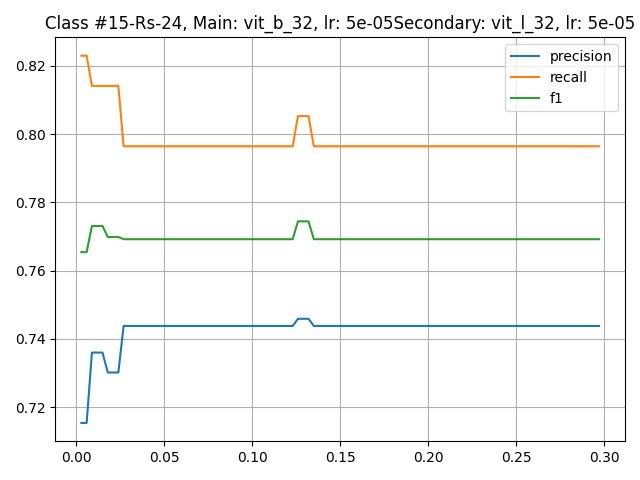 Class #15-Rs-24, Main: vit_b_32, lr: 5e-05Secondary: vit_l_32, lr: 5e-05
precision
recall
f1
0.82
0.80
0.78
0.76
0.74
0.72
0.00 0.05 0.10 0.15 0.20 0.25 0.30